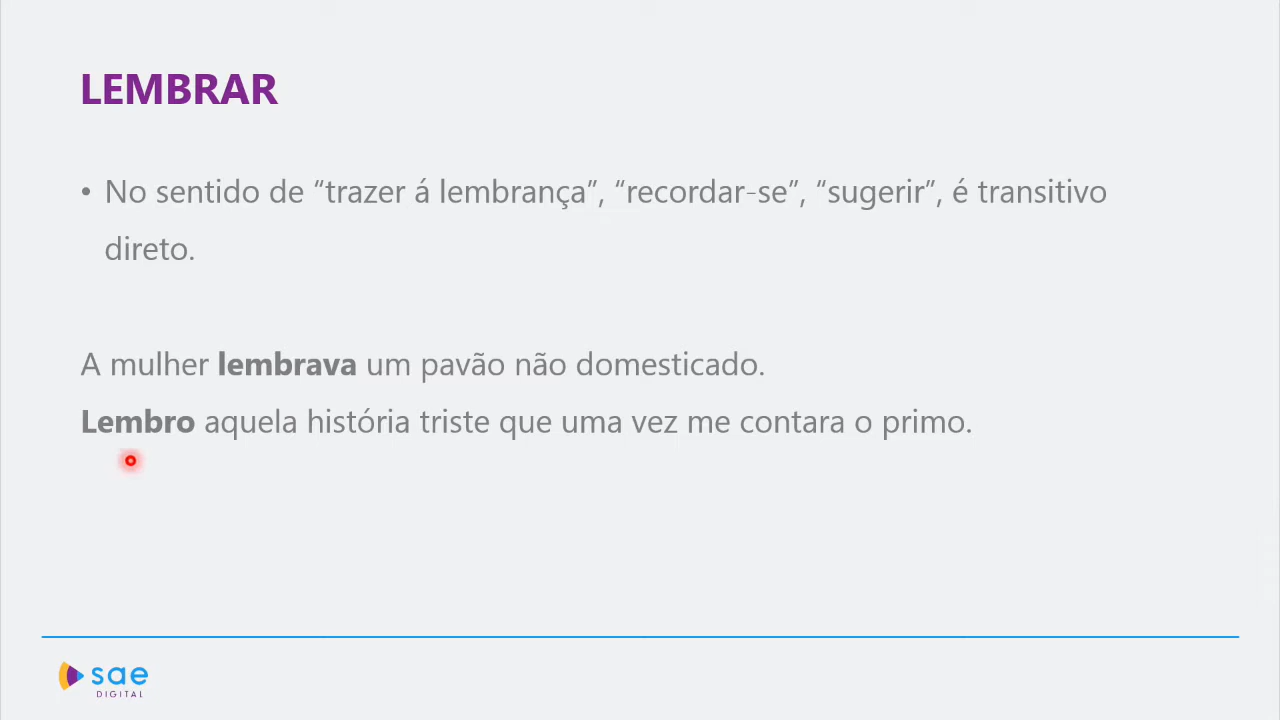 LEMBRAR
• No sentido de “trazer á lembrança”, “recordar-se”, “sugerir”, é transitivo
direto.
A mulher lembrava um pavão não domesticado.
Lembro aquela história triste que uma vez me contara o primo.
sae
DIGITAL